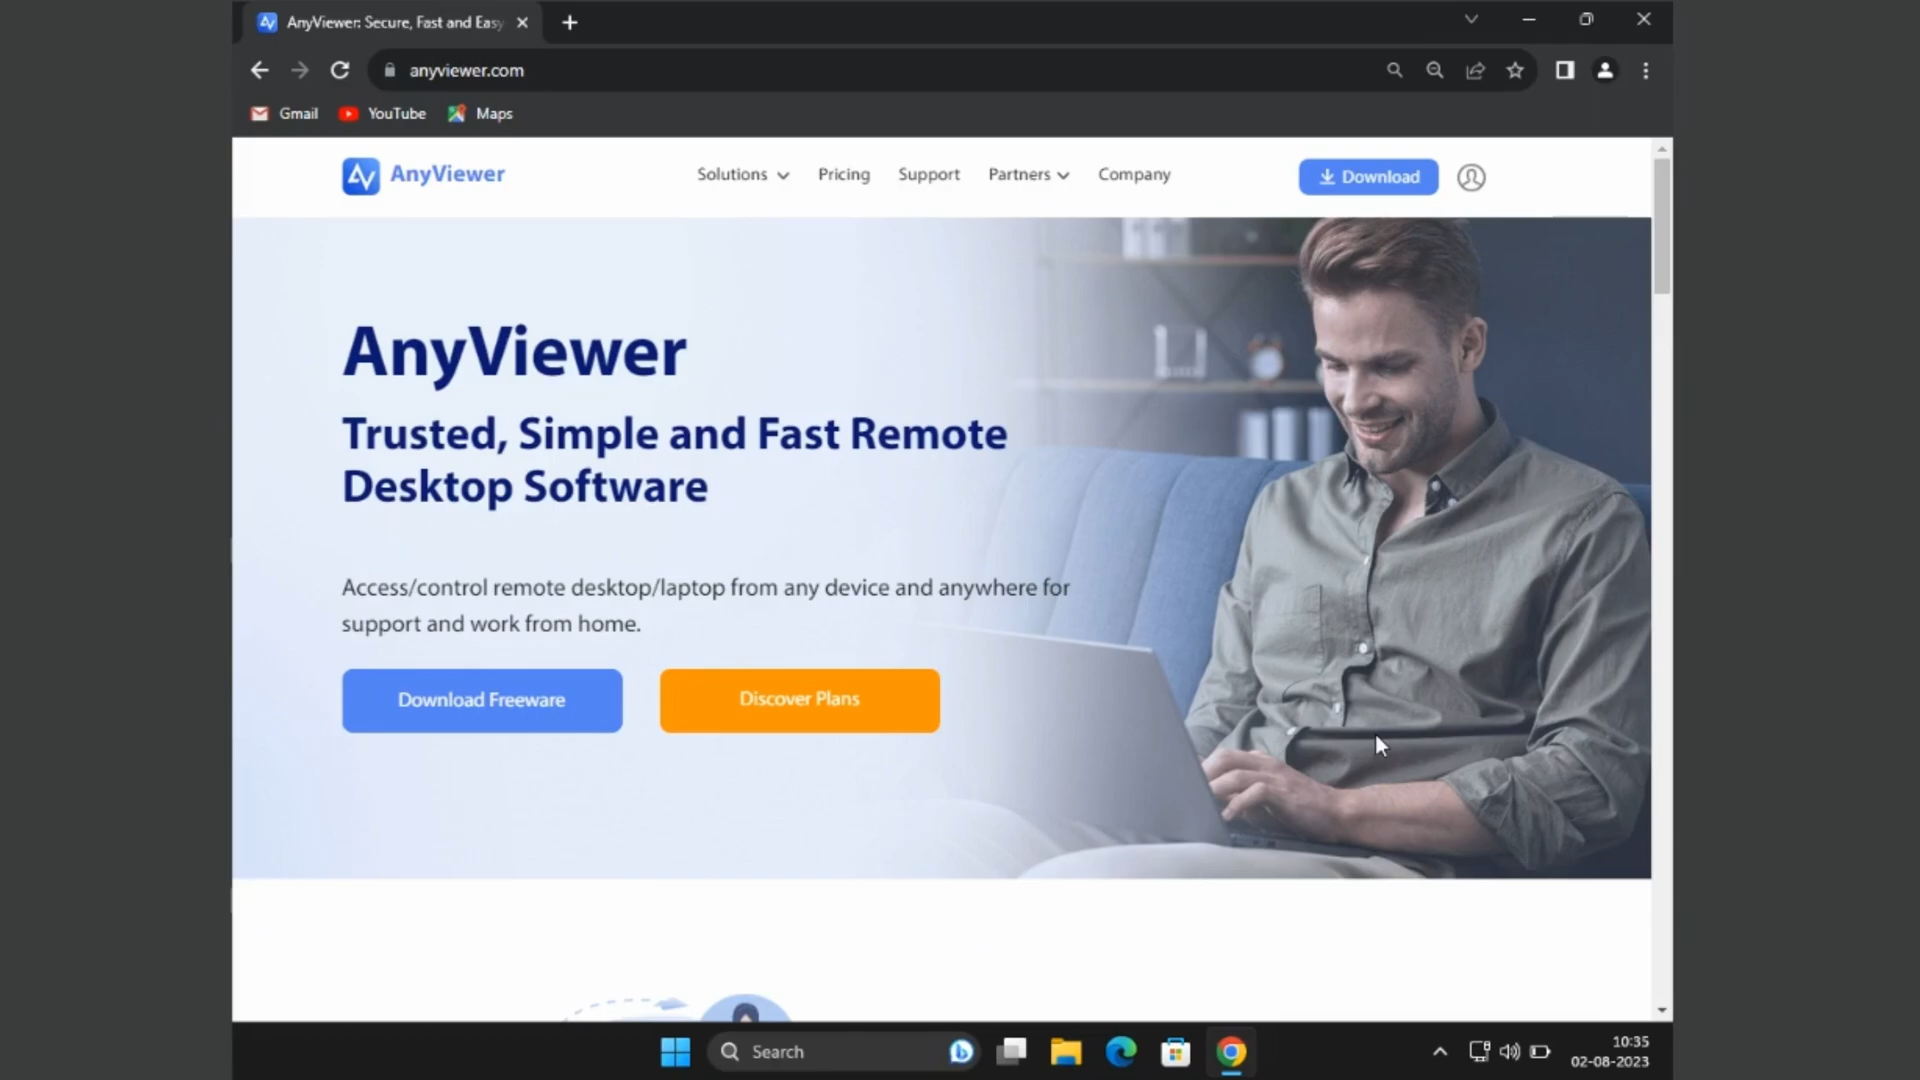 AnyViewer: Secure, Fast and Easy
anyviewer.com
Gmail YouTube Maps
AnyViewer Solutions Pricing Support Partners Company Download
AnyViewer
Trusted, Simple and Fast Remote
Desktop Software
Access/control remote desktop/laptop from any device and anywhere for
support and work from home.
Download Freeware Discover Plans
Search
10:35
02-08-2023